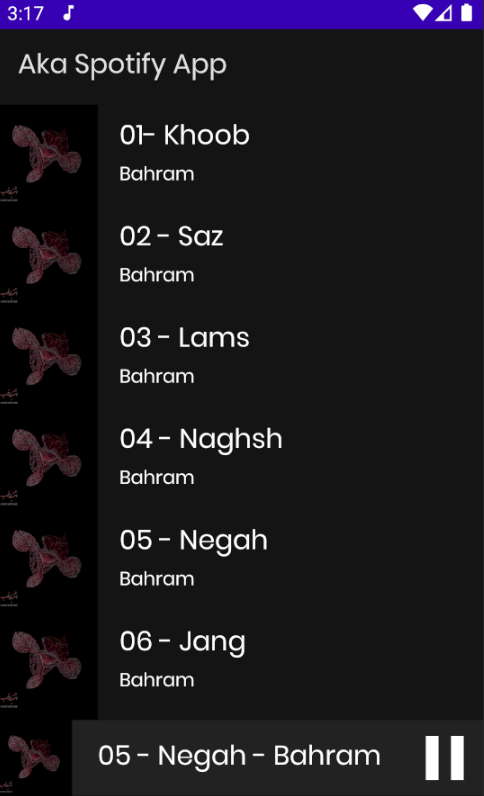 3:17
Aka Spotify App
01- Khoob
Bahram
02 - Saz
Bahram
03 - Lams
Bahram
04 - Naghsh
Bahram
05 - Negah
Bahram
06 - Jang
Bahram
05 - Negah - Bahram